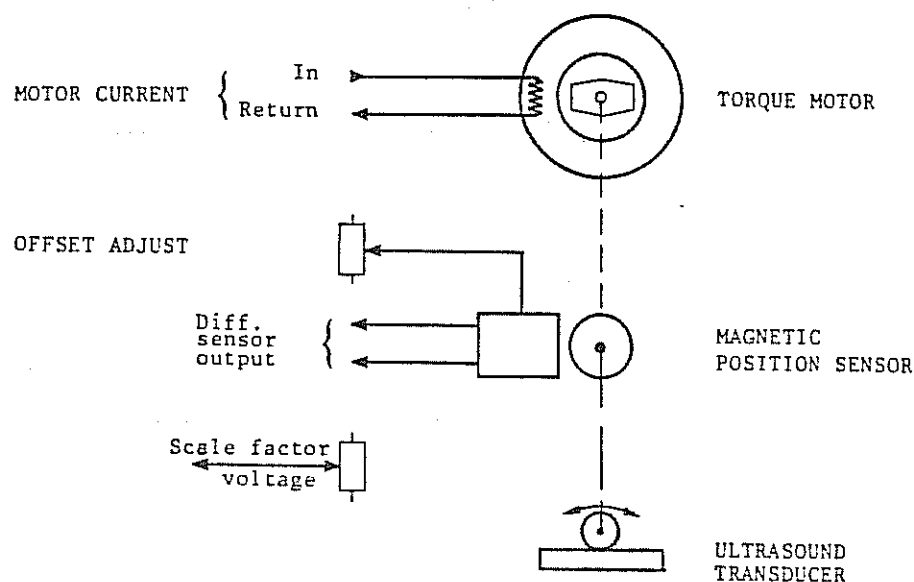 In
MOTOR CURRENT
Return
TORQUE MOTOR
OFFSET ADJUST
Diff.
sensor
output
MAGNETIC
POSITION SENSOR
Scale factor
voltage
ULTRASOUND
TRANSDUCER